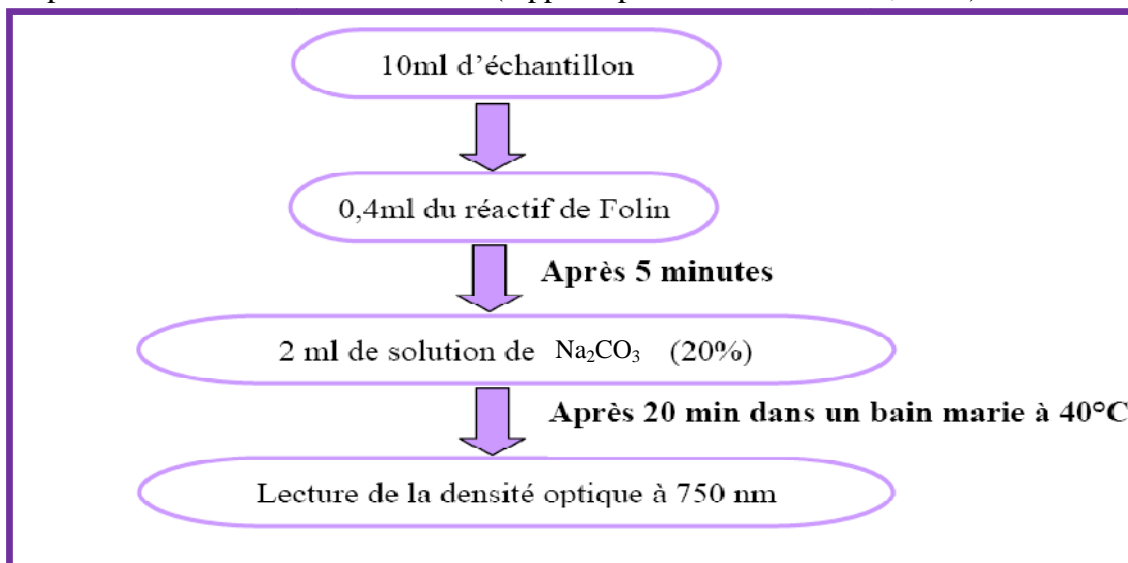 10ml d'échantillon
0,4ml du réactif de Folin
Après 5 minutes
2 ml de solution de Na₂CO₃ (20%)
Après 20 min dans un bain marie à 40°C
Lecture de la densité optique à 750 nm